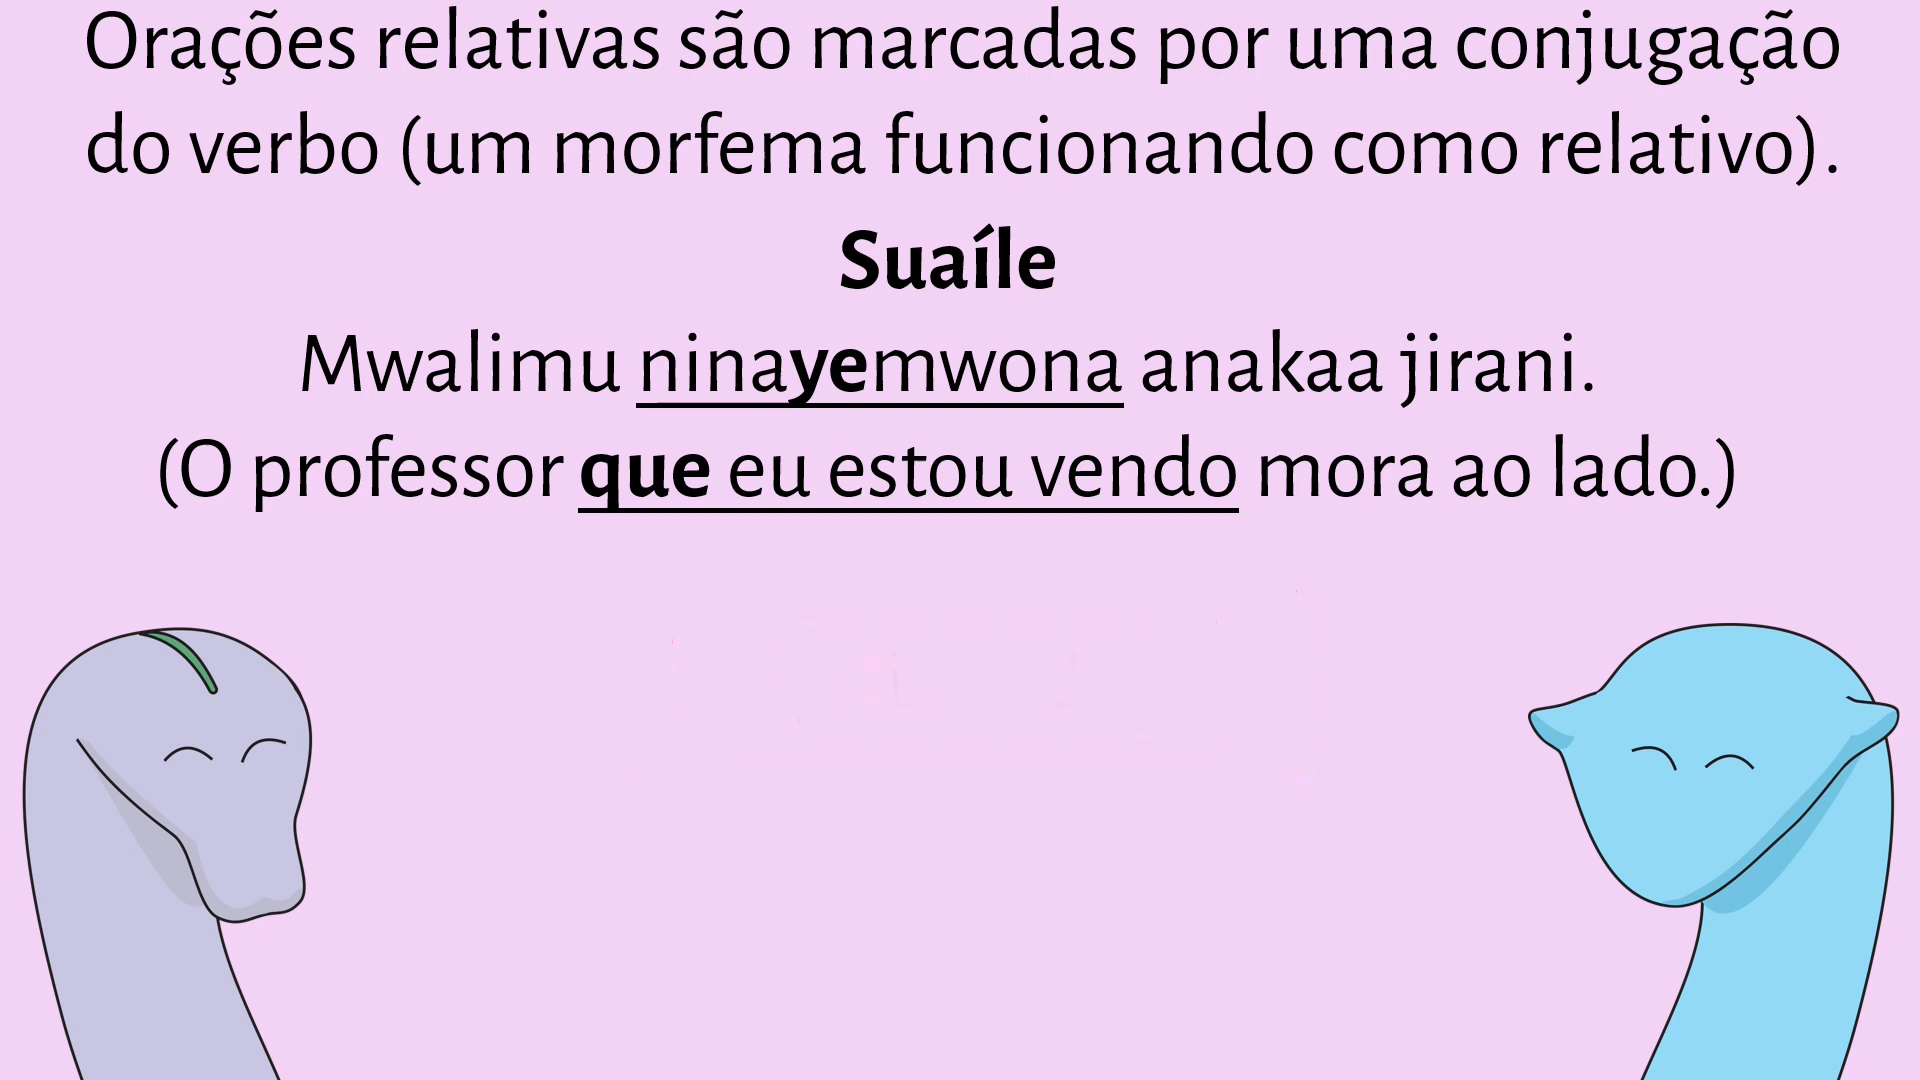 Orações relativas são marcadas por uma conjugação
do verbo (um morfema funcionando como relativo).
Suaíle
Mwalimu ninayemwona anakaa jirani.
(O professor que eu estou vendo mora ao lado.)